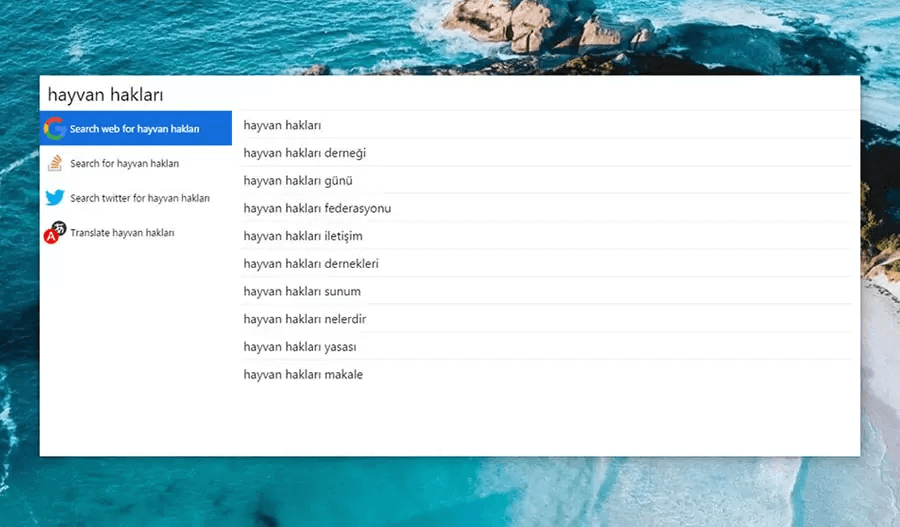 hayvan hakları
Search web for hayvan hakları
Search for hayvan hakları
Search twitter for hayvan hakları
Translate hayvan hakları
hayvan hakları
hayvan hakları derneği
hayvan hakları günü
hayvan hakları federasyonu
hayvan hakları iletişim
hayvan hakları dernekleri
hayvan hakları sunum
hayvan hakları nelerdir
hayvan hakları yasası
hayvan hakları makale